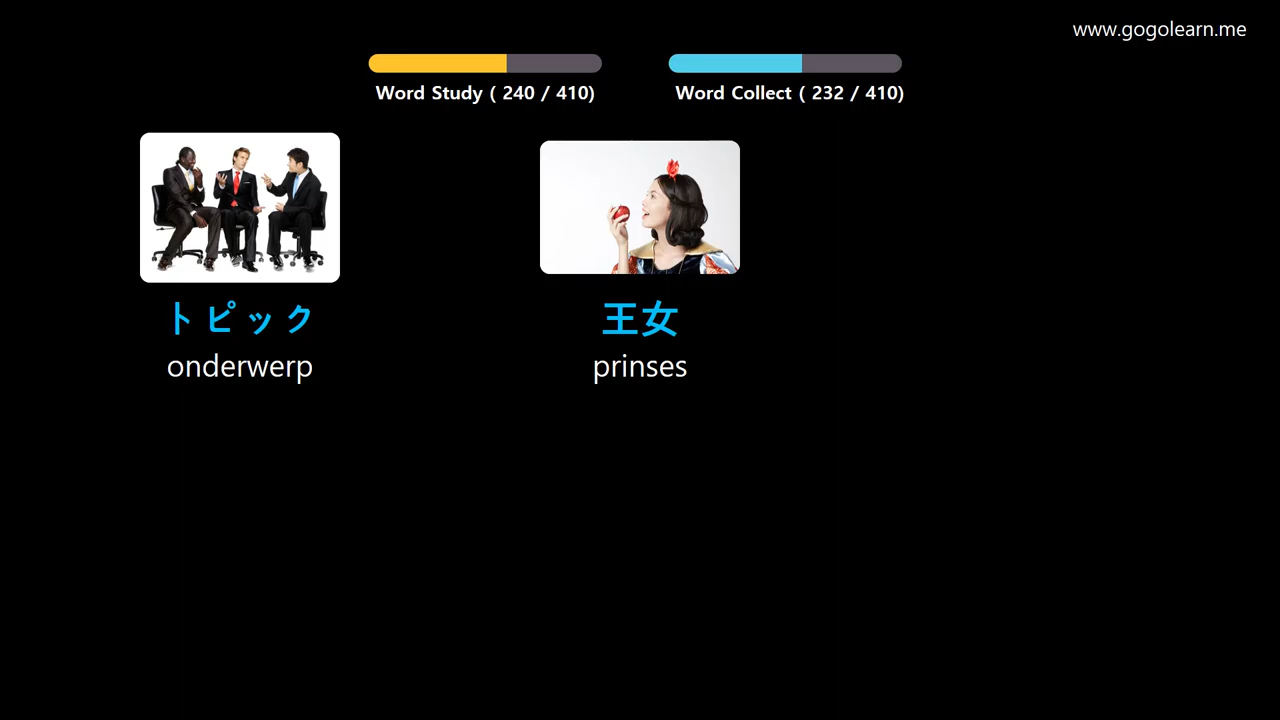 www.gogolearn.me
Word Study ( 240 / 410)
Word Collect ( 232 / 410)
トピック
onderwerp
王女
prinses